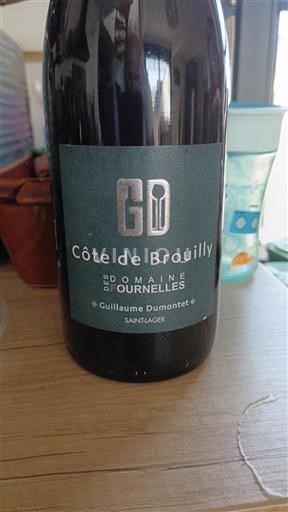 GD
Côte de Brouilly
DOMAINE
DES FOURNELLES
Guillaume Dumontet
SAINT-LAGER